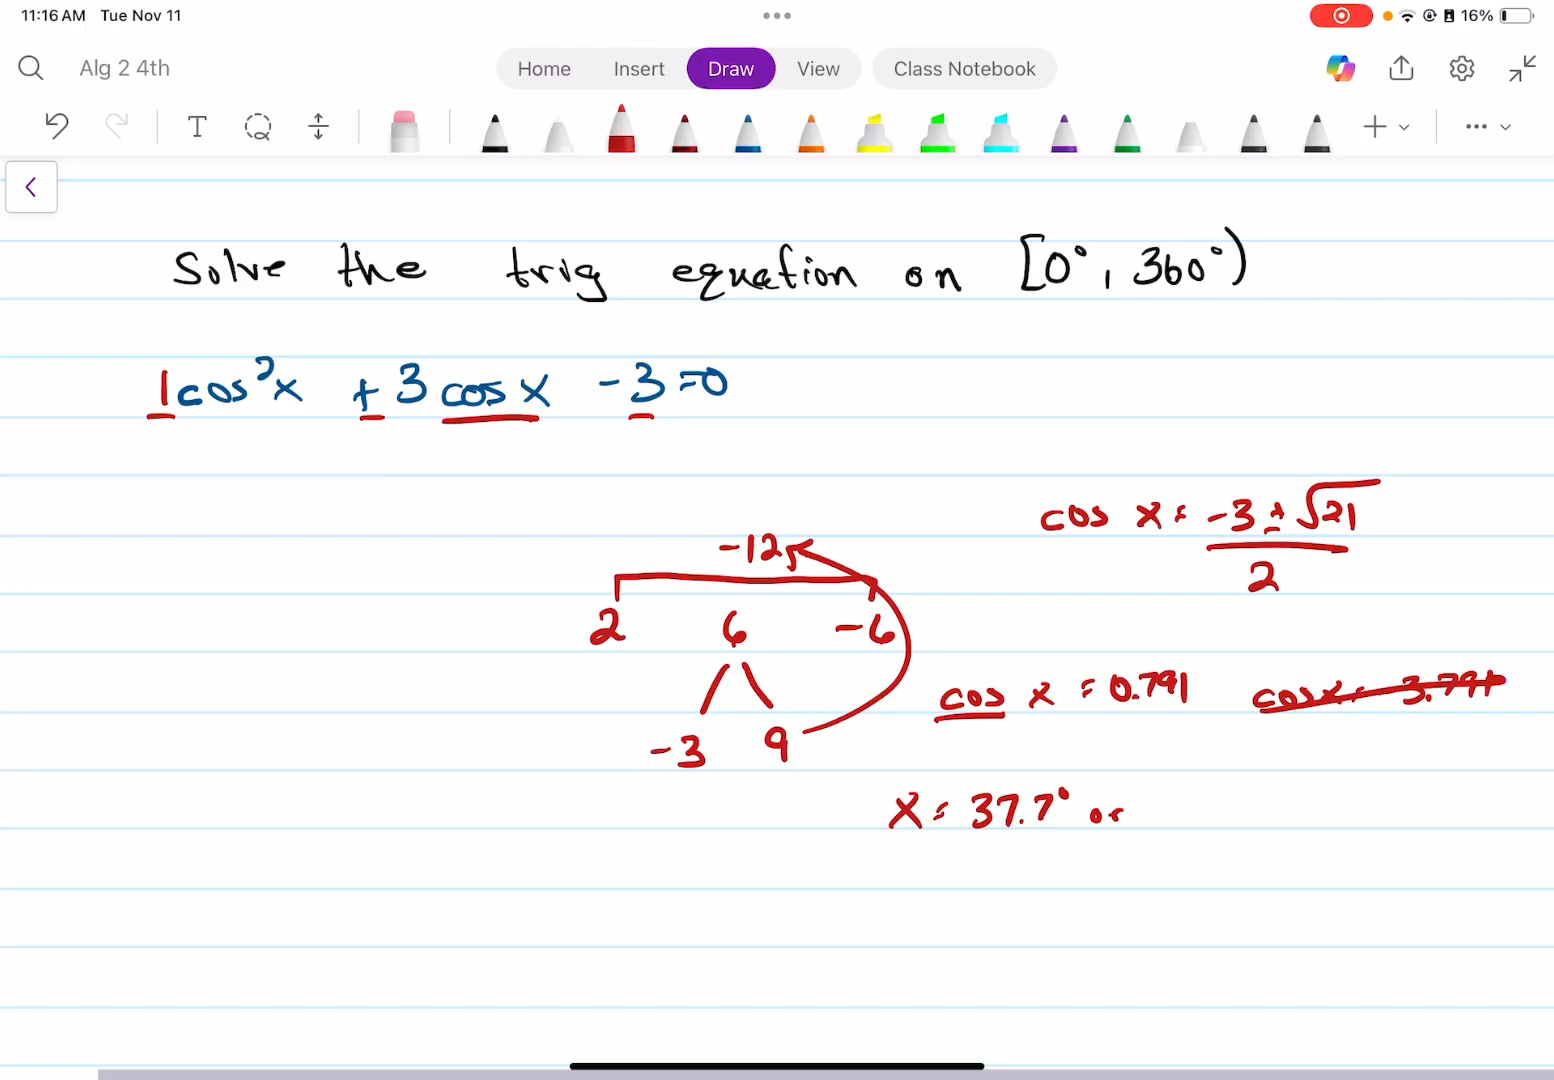 11:16 AM Tue Nov 11
16%
Alg 2 4th
Home Insert Draw View Class Notebook
T
Solve the trig equation on [0°, 360°)
1cos²x + 3 cos x - 3 = 0
cos x = -3 ± √21
2
-12
2 6 -6
cos x = 0.791 cos x = 3.791
-3 9
x = 37.7° or